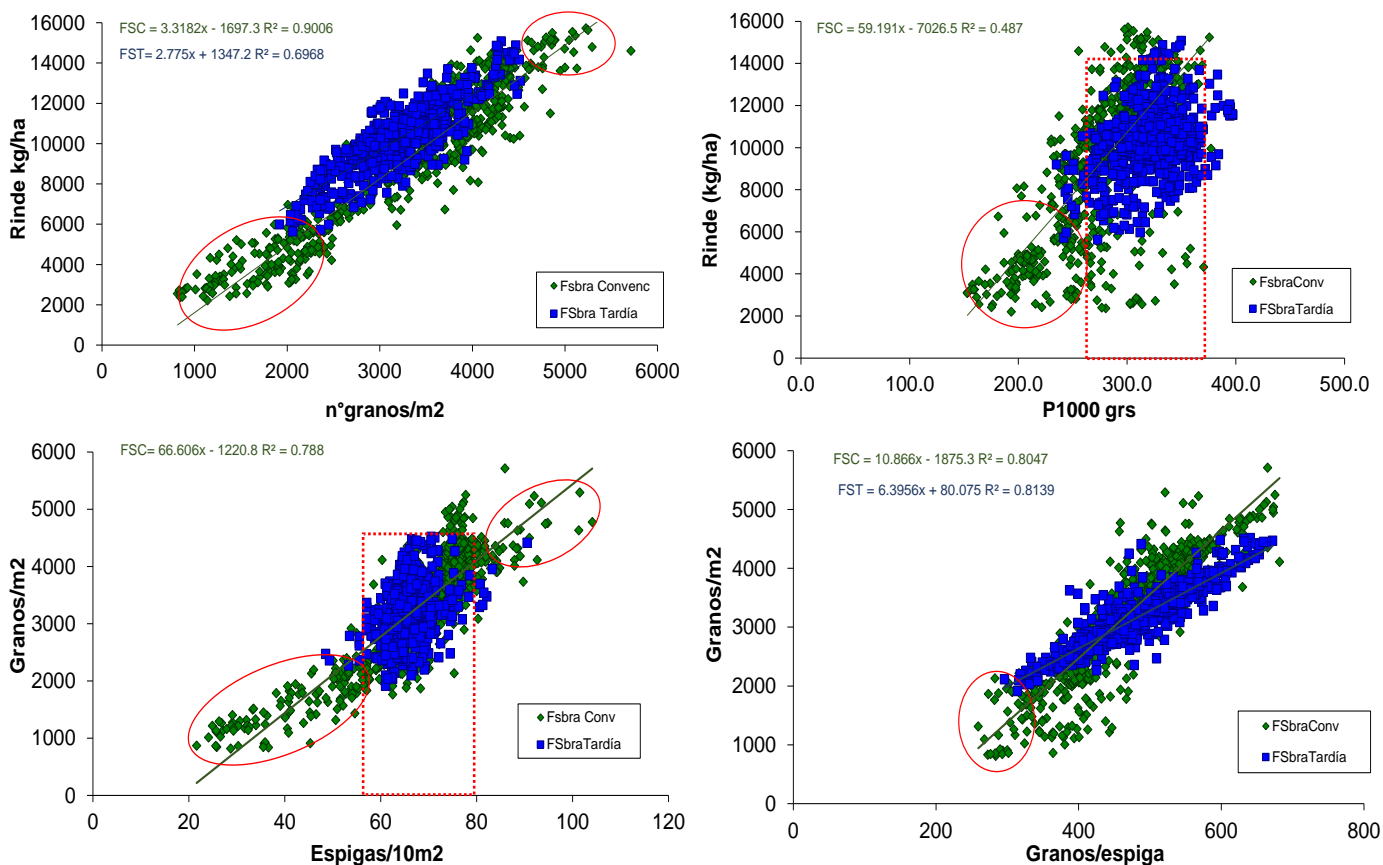 FSC = 3.3182x - 1697.3 R² = 0.9006
FST= 2.775x + 1347.2 R² = 0.6968
16000
14000
12000
10000
8000
6000
4000
2000
0
Rinde kg/ha
Fsbra Convenc
FSbra Tardía
0 1000 2000 3000 4000 5000 6000
n°granos/m2
FSC = 59.191x - 7026.5 R² = 0.487
16000
14000
12000
10000
8000
6000
4000
2000
0
Rinde (kg/ha)
FSbraConv
FSbraTardía
0.0 100.0 200.0 300.0 400.0 500.0
P1000 grs
FSC= 66.606x - 1220.8 R² = 0.788
6000
5000
4000
3000
2000
1000
0
Granos/m2
Fsbra Conv
FSbraTardía
0 20 40 60 80 100 120
Espigas/10m2
FSC = 10.866x - 1875.3 R² = 0.8047
FST = 6.3956x + 80.075 R² = 0.8139
6000
5000
4000
3000
2000
1000
0
Granos/m2
FSbraConv
FSbraTardía
0 200 400 600 800
Granos/espiga